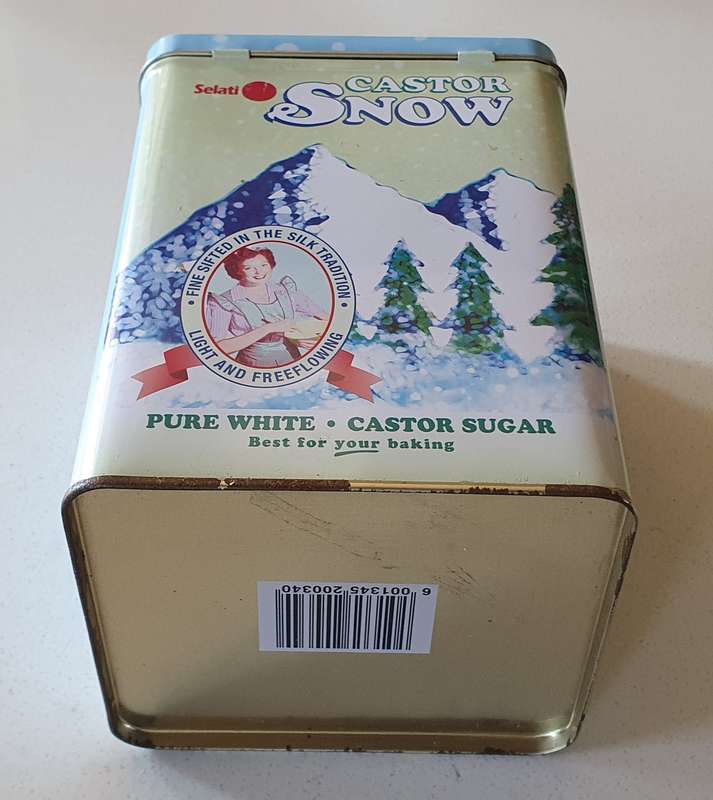 Selati
CASTOR
SNOW
• FINE SIFTED IN THE SILK TRADITION •
LIGHT AND FREEFLOWING
PURE WHITE • CASTOR SUGAR
Best for your baking
6 001345 200340